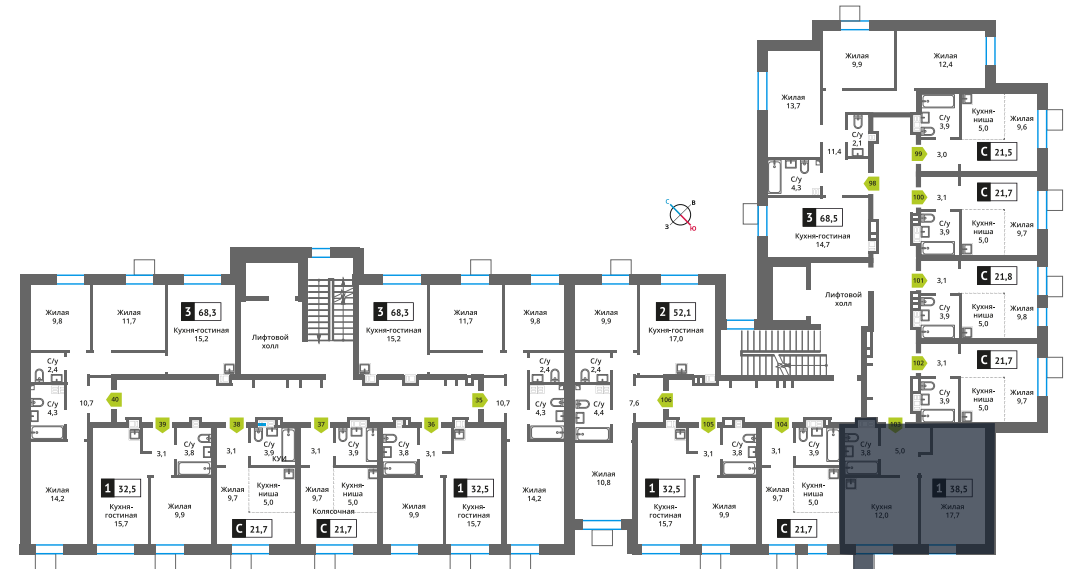 Жилая
9,9
Жилая
12,4
Жилая
13,7
С/у
2,1
11,4
С/у
4,3
98
3 68,5
Кухня-гостиная
14,7
С/у
3,9
Кухня-
ниша
5,0
Жилая
9,6
99
3,0
С 21,5
100
3,1
С 21,7
С/у
3,9
Кухня-
ниша
5,0
Жилая
9,7
101
3,1
С 21,8
С/у
3,9
Кухня-
ниша
5,0
Жилая
9,8
102
3,1
С 21,7
С/у
3,9
Кухня-
ниша
5,0
Жилая
9,7
Лифтовой
холл
С
В
З
Ю
Жилая
9,8
Жилая
11,7
3 68,3
Кухня-гостиная
15,2
Лифтовой
холл
3 68,3
Кухня-гостиная
15,2
Жилая
11,7
Жилая
9,8
Жилая
9,9
2 52,1
Кухня-гостиная
17,0
С/у
2,4
С/у
4,3
10,7
40
35
10,7
С/у
2,4
С/у
4,3
С/у
2,4
С/у
4,4
7,6
106
39
38
37
36
105
104
103
3,1
С/у
3,8
3,1
С/у
3,9
КУИ
3,1
С/у
3,9
С/у
3,8
3,1
3,1
С/у
3,8
3,1
С/у
3,9
С/у
3,8
5,0
Жилая
14,2
1 32,5
Кухня-
гостиная
15,7
Жилая
9,9
Жилая
9,7
Кухня-
ниша
5,0
С 21,7
Жилая
9,7
Кухня-
ниша
5,0
Колясочная
С 21,7
Жилая
9,9
1 32,5
Кухня-
гостиная
15,7
Жилая
14,2
Жилая
10,8
1 32,5
Кухня-
гостиная
15,7
Жилая
9,9
Жилая
9,7
Кухня-
ниша
5,0
С 21,7
Кухня
12,0
1 38,5
Жилая
17,7